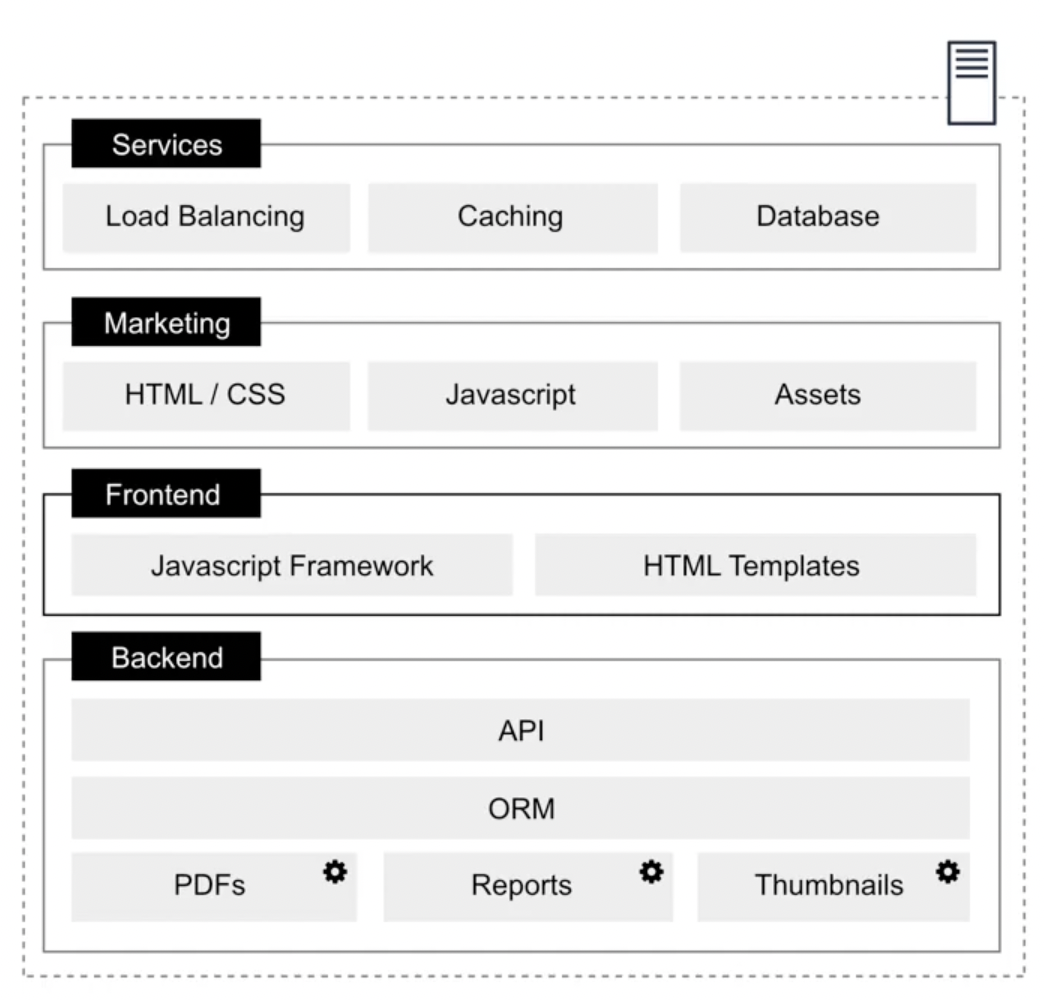 Services
Load Balancing
Caching
Database
Marketing
HTML / CSS
Javascript
Assets
Frontend
Javascript Framework
HTML Templates
Backend
API
ORM
PDFs
Reports
Thumbnails